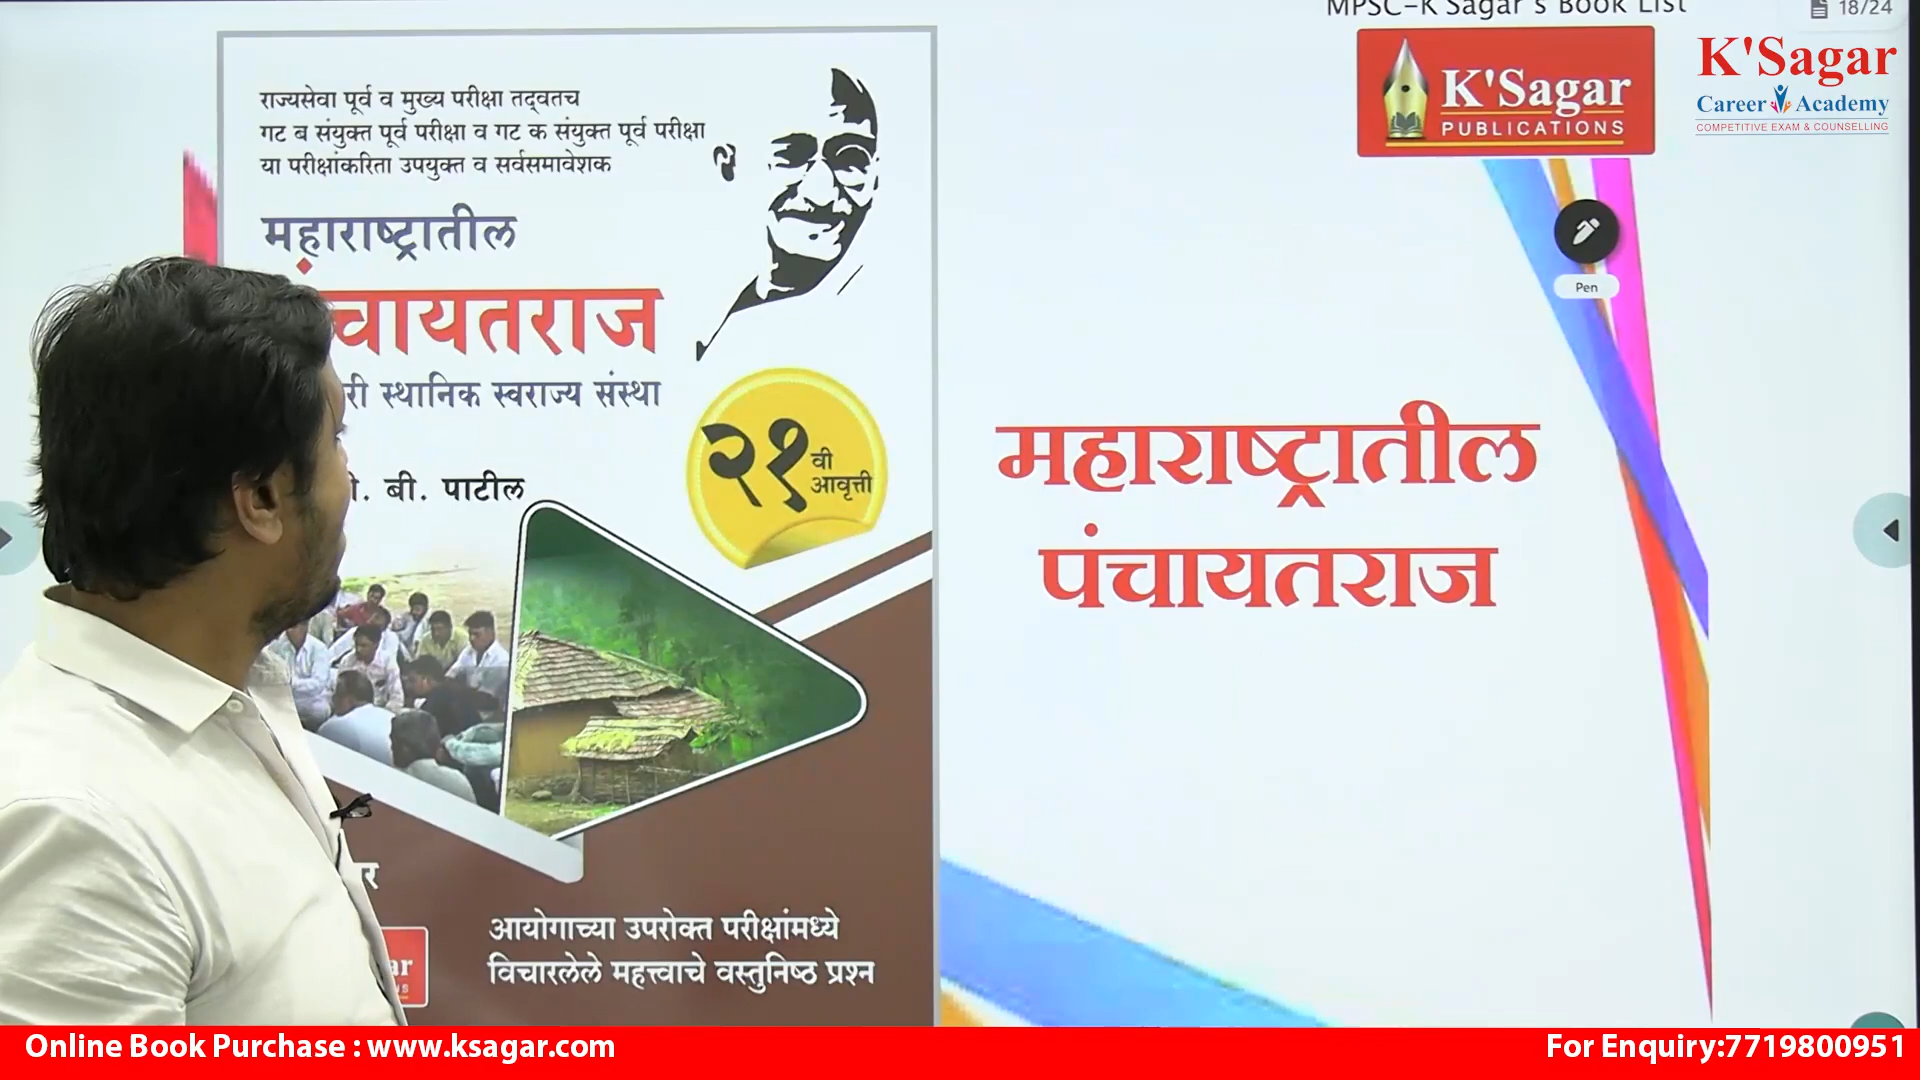 MPSC-K Sagar's Book List
18/24
K'Sagar
PUBLICATIONS
K'Sagar
Career Academy
COMPETITIVE EXAM & COUNSELLING
राज्यसेवा पूर्व व मुख्य परीक्षा तद्वतच
गट ब संयुक्त पूर्व परीक्षा व गट क संयुक्त पूर्व परीक्षा
या परीक्षांकरिता उपयुक्त व सर्वसमावेशक
महाराष्ट्रातील
चायतराज
री स्थानिक स्वराज्य संस्था
बी. पाटील
२१ वी
आवृत्ती
Pen
महाराष्ट्रातील
पंचायतराज
आयोगाच्या उपरोक्त परीक्षांमध्ये
विचारलेले महत्त्वाचे वस्तुनिष्ठ प्रश्न
Online Book Purchase : www.ksagar.com
For Enquiry:7719800951